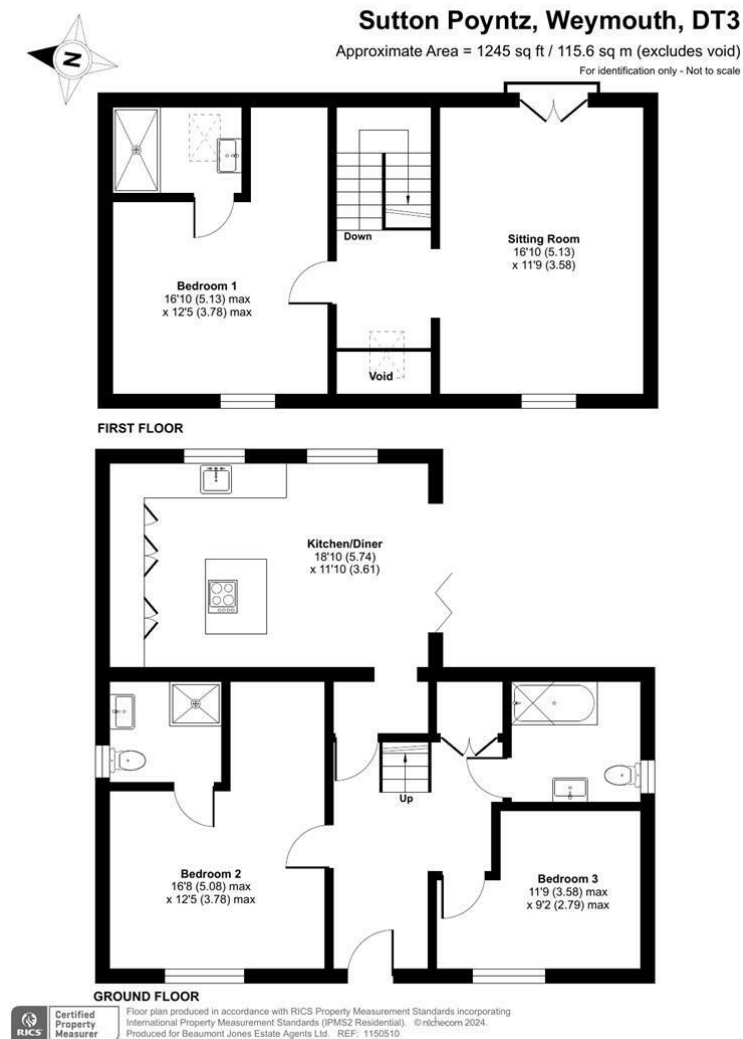 Sutton Poyntz, Weymouth, DT3
Approximate Area = 1245 sq ft / 115.6 sq m (excludes void)
For identification only - Not to scale
N
Down
Sitting Room
16'10 (5.13)
x 11'9 (3.58)
Bedroom 1
16'10 (5.13) max
x 12'5 (3.78) max
Void
FIRST FLOOR
Kitchen/Diner
18'10 (5.74)
x 11'10 (3.61)
Up
Bedroom 2
16'8 (5.08) max
x 12'5 (3.78) max
Bedroom 3
11'9 (3.58) max
x 9'2 (2.79) max
GROUND FLOOR
RICS
Certified
Property
Measurer
Floor plan produced in accordance with RICS Property Measurement Standards incorporating
International Property Measurement Standards (IPMS2 Residential). © 2024.
Produced for Beaumont Jones Estate Agents Ltd. REF: 1150510